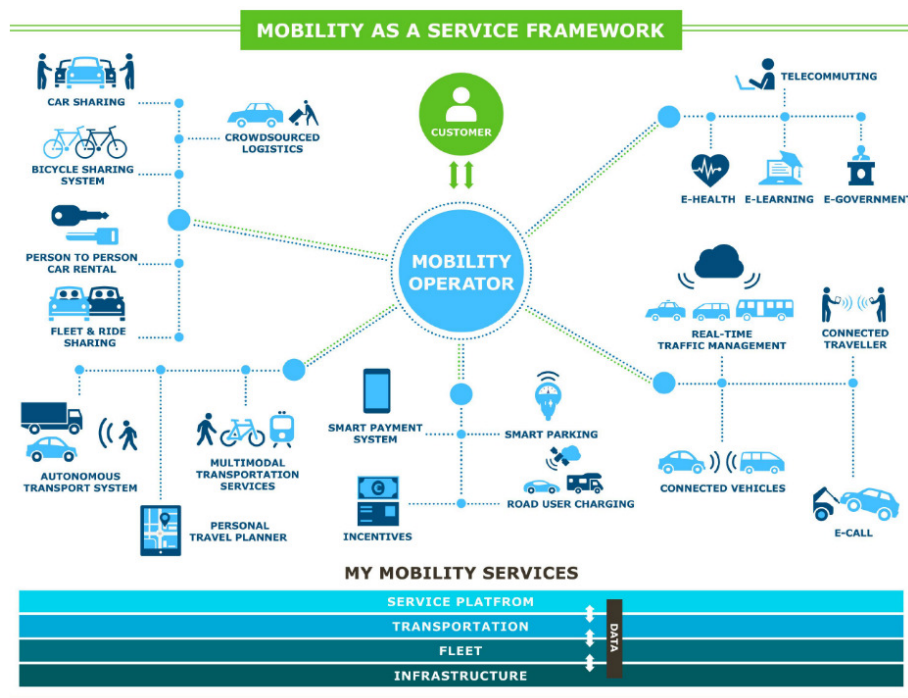 MOBILITY AS A SERVICE FRAMEWORK
CUSTOMER
MOBILITY
OPERATOR
CAR SHARING
CROWDSOURCED
LOGISTICS
BICYCLE SHARING
SYSTEM
PERSON TO PERSON
CAR RENTAL
FLEET & RIDE
SHARING
TELECOMMUTING
E-HEALTH
E-LEARNING
E-GOVERNMENT
REAL-TIME
TRAFFIC MANAGEMENT
CONNECTED
TRAVELLER
CONNECTED VEHICLES
E-CALL
AUTONOMOUS
TRANSPORT SYSTEM
PERSONAL
TRAVEL PLANNER
MULTIMODAL
TRANSPORTATION
SERVICES
SMART PAYMENT
SYSTEM
SMART PARKING
INCENTIVES
€
ROAD USER CHARGING
MY MOBILITY SERVICES
SERVICE PLATFROM
TRANSPORTATION
FLEET
INFRASTRUCTURE
DATA